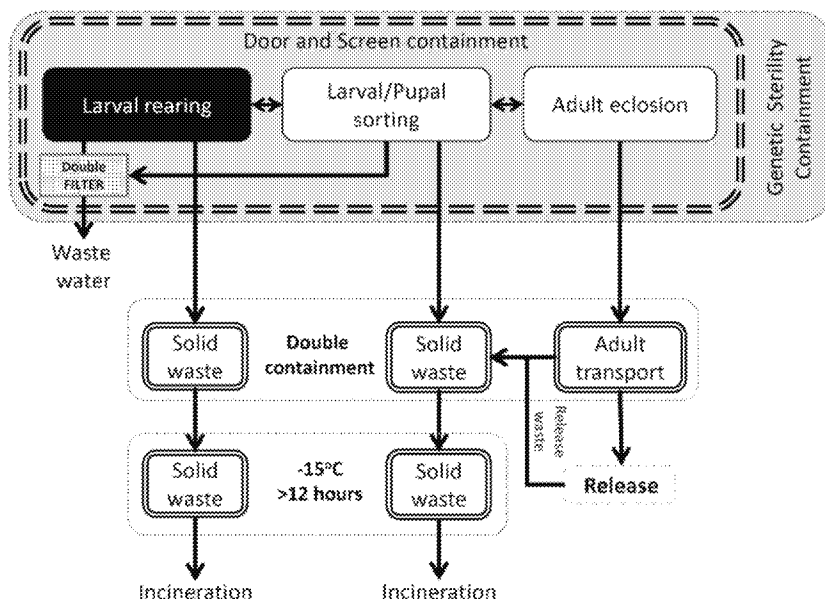 Door and Screen containment
Larval rearing
Larval/Pupal
sorting
Adult eclosion
Genetic Sterility
Containment
Double
FILTER
Waste
water
Solid
waste
Double
containment
Solid
waste
Adult
transport
Release
waste
Solid
waste
-15°C
>12 hours
Solid
waste
Release
Incineration
Incineration